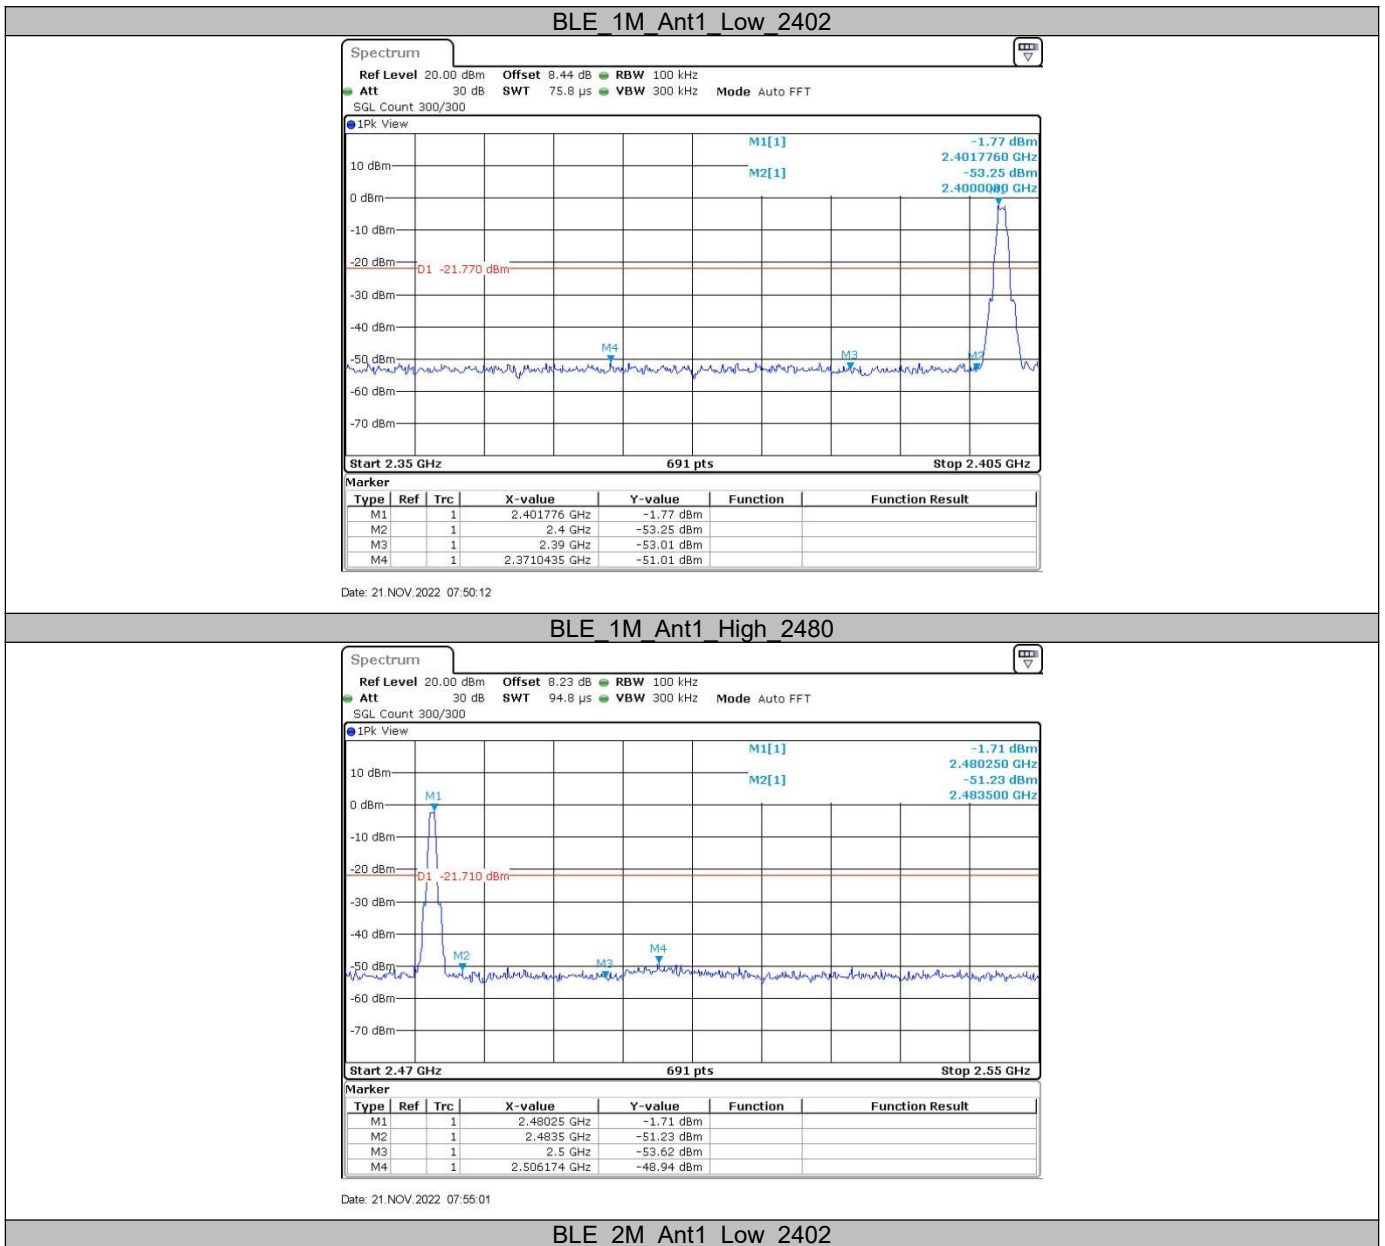 BLE_1M_Ant1_Low_2402
Spectrum
Ref Level 20.00 dBm Offset 8.44 dB RBW 100 kHz
Att 30 dB SWT 75.8 µs VBW 300 kHz Mode Auto FFT
SGL Count 300/300
1Pk View
M1[1] -1.77 dBm
2.4017760 GHz
10 dBm
M2[1] -53.25 dBm
2.4000000 GHz
M1
0 dBm
-10 dBm
-20 dBm
D1 -21.770 dBm
-30 dBm
-40 dBm
M4
M3
M2
-50 dBm
-60 dBm
-70 dBm
Start 2.35 GHz 691 pts Stop 2.405 GHz
Marker
Type Ref Trc X-value Y-value Function Function Result
M1 1 2.401776 GHz -1.77 dBm
M2 1 2.4 GHz -53.25 dBm
M3 1 2.39 GHz -53.01 dBm
M4 1 2.3710435 GHz -51.01 dBm
Date: 21.NOV.2022 07:50:12
BLE_1M_Ant1_High_2480
Spectrum
Ref Level 20.00 dBm Offset 8.23 dB RBW 100 kHz
Att 30 dB SWT 94.8 µs VBW 300 kHz Mode Auto FFT
SGL Count 300/300
1Pk View
M1[1] -1.71 dBm
2.480250 GHz
10 dBm
M2[1] -51.23 dBm
2.483500 GHz
M1
0 dBm
-10 dBm
-20 dBm
D1 -21.710 dBm
-30 dBm
-40 dBm
M2
M3
M4
-50 dBm
-60 dBm
-70 dBm
Start 2.47 GHz 691 pts Stop 2.55 GHz
Marker
Type Ref Trc X-value Y-value Function Function Result
M1 1 2.48025 GHz -1.71 dBm
M2 1 2.4835 GHz -51.23 dBm
M3 1 2.5 GHz -53.62 dBm
M4 1 2.506174 GHz -48.94 dBm
Date: 21.NOV.2022 07:55:01
BLE_2M_Ant1_Low_2402